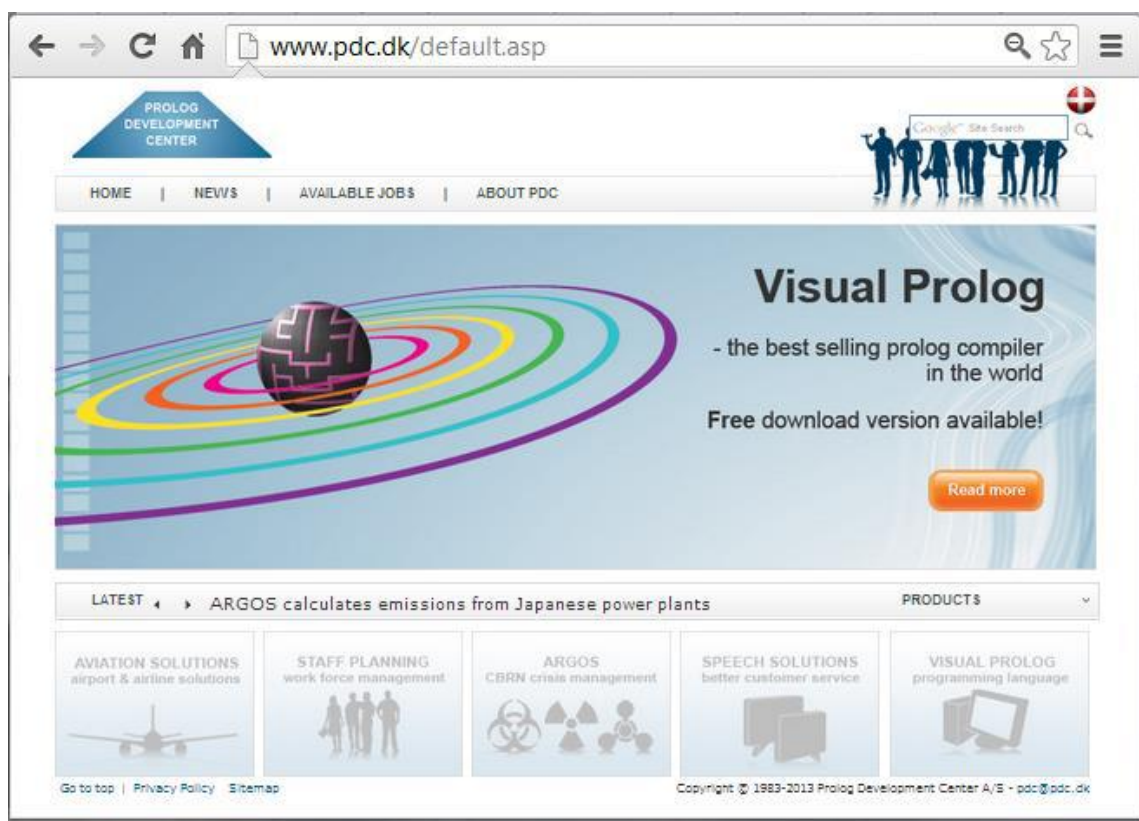 www.pdc.dk/default.asp
PROLOG
DEVELOPMENT
CENTER
Google™ Site Search
HOME | NEWS | AVAILABLE JOBS | ABOUT PDC
Visual Prolog
- the best selling prolog compiler
in the world
Free download version available!
Read more
LATEST ARGOS calculates emissions from Japanese power plants PRODUCTS
AVIATION SOLUTIONS
airport & airline solutions
STAFF PLANNING
work force management
ARGOS
CBRN crisis management
SPEECH SOLUTIONS
better customer service
VISUAL PROLOG
programming language
Go to top | Privacy Policy Sitemap
Copyright © 1983-2013 Prolog Development Center A/S - pdc@pdc.dk